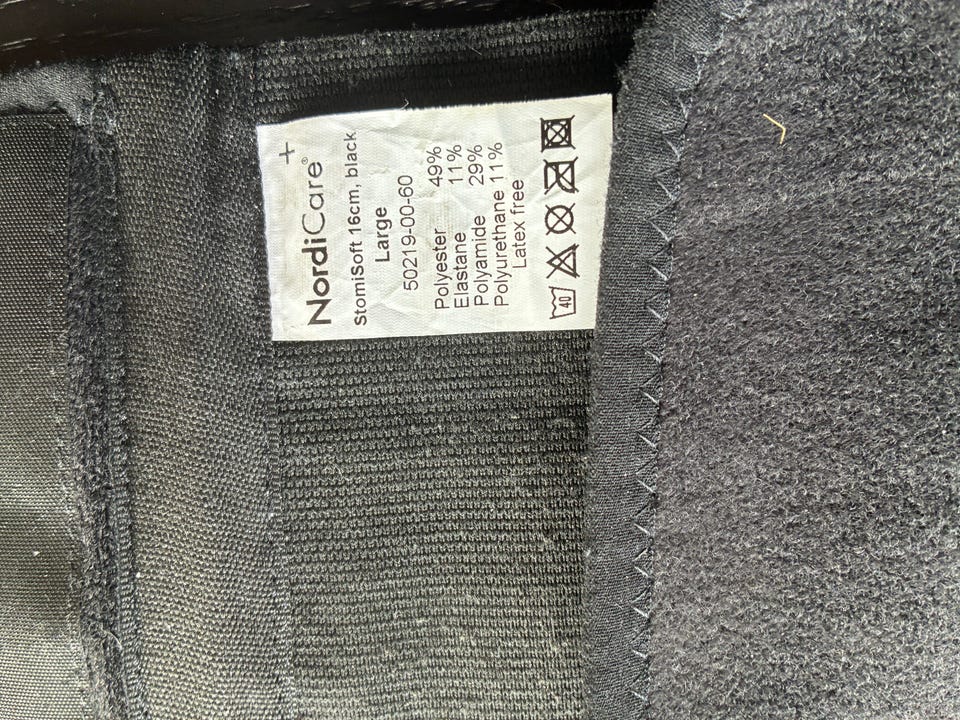 NordiCare®
StomiSoft 16cm, black
Large
50219-00-60
Polyester 49%
Elastane 11%
Polyamide 29%
Polyurethane 11%
Latex free
40